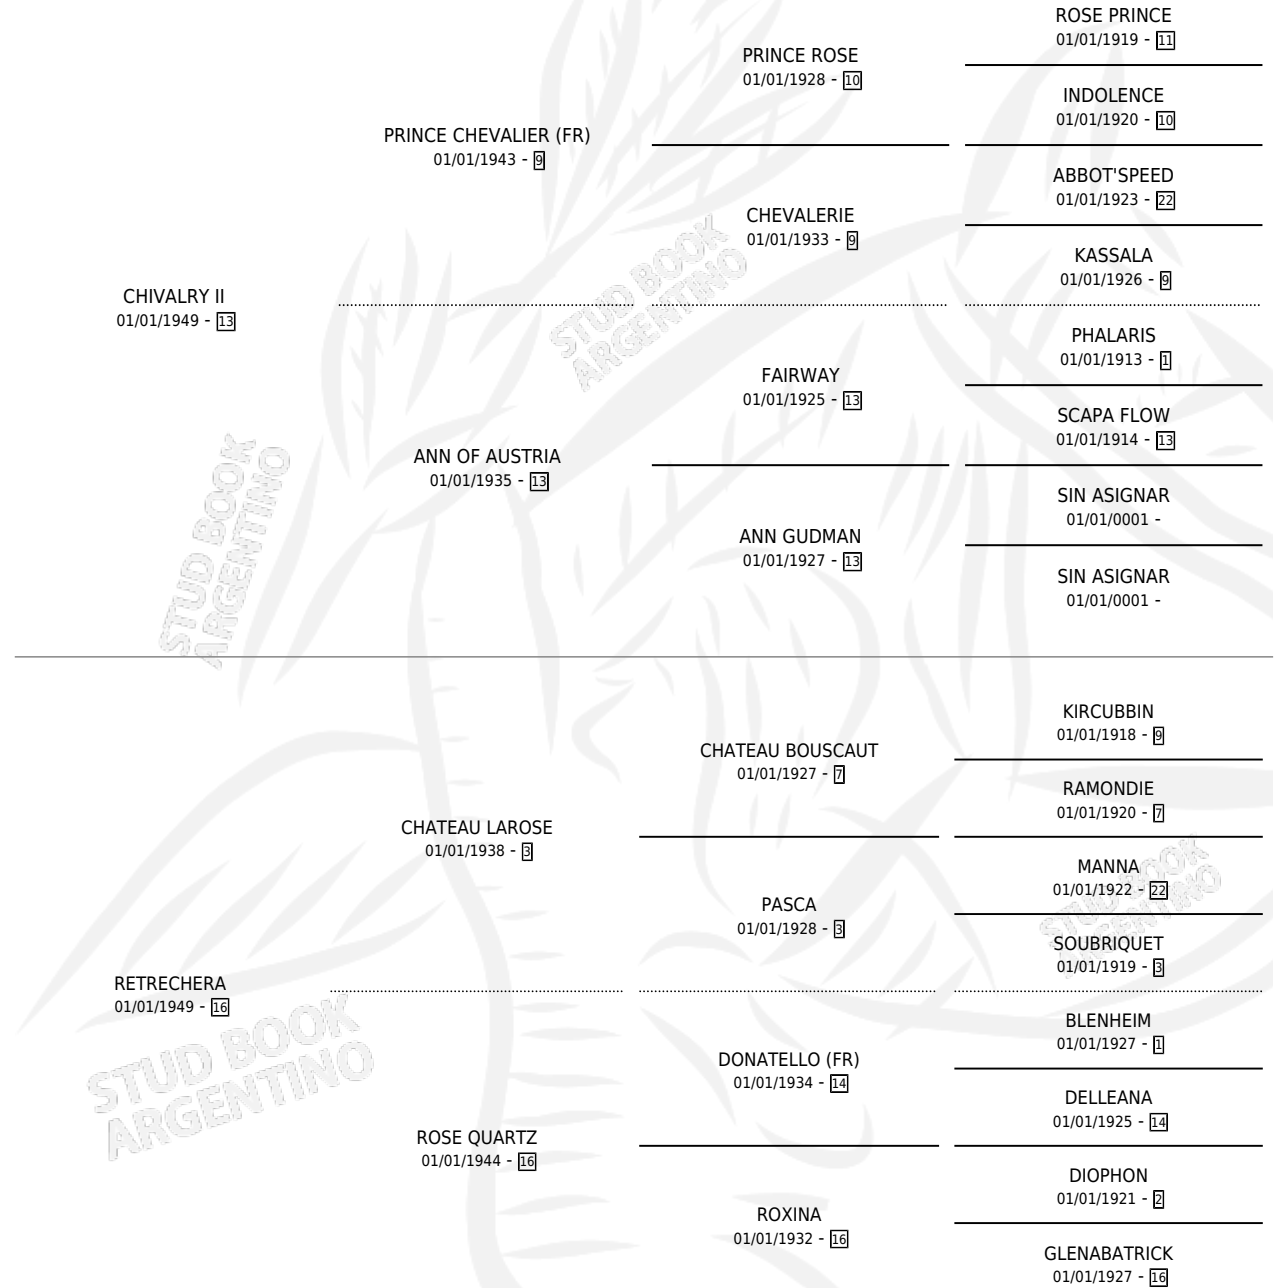 ROSE PRINCE
01/01/1919 - 11
PRINCE ROSE
01/01/1928 - 10
INDOLENCE
01/01/1920 - 10
PRINCE CHEVALIER (FR)
01/01/1943 - 9
ABBOT'SPEED
01/01/1923 - 22
CHEVALERIE
01/01/1933 - 9
KASSALA
01/01/1926 - 9
CHIVALRY II
01/01/1949 - 13
STUD BOOK
ARGENTINO
PHALARIS
01/01/1913 - 1
FAIRWAY
01/01/1925 - 13
SCAPA FLOW
01/01/1914 - 13
ANN OF AUSTRIA
01/01/1935 - 13
SIN ASIGNAR
01/01/0001 -
ANN GUDMAN
01/01/1927 - 13
SIN ASIGNAR
01/01/0001 -
STUD BOOK
ARGENTINO
KIRCUBBIN
01/01/1918 - 9
CHATEAU BOUSCAUT
01/01/1927 - 7
RAMONDIE
01/01/1920 - 7
CHATEAU LAROSE
01/01/1938 - 3
MANNA
01/01/1922 - 22
PASCA
01/01/1928 - 3
STUD BOOK
ARGENTINO
SOUBRIQUET
01/01/1919 - 3
RETRECHERA
01/01/1949 - 16
BLENHEIM
01/01/1927 - 1
DONATELLO (FR)
01/01/1934 - 14
DELLEANA
01/01/1925 - 14
STUD BOOK
ARGENTINO
ROSE QUARTZ
01/01/1944 - 16
DIOPHON
01/01/1921 - 2
ROXINA
01/01/1932 - 16
GLENABATRICK
01/01/1927 - 16